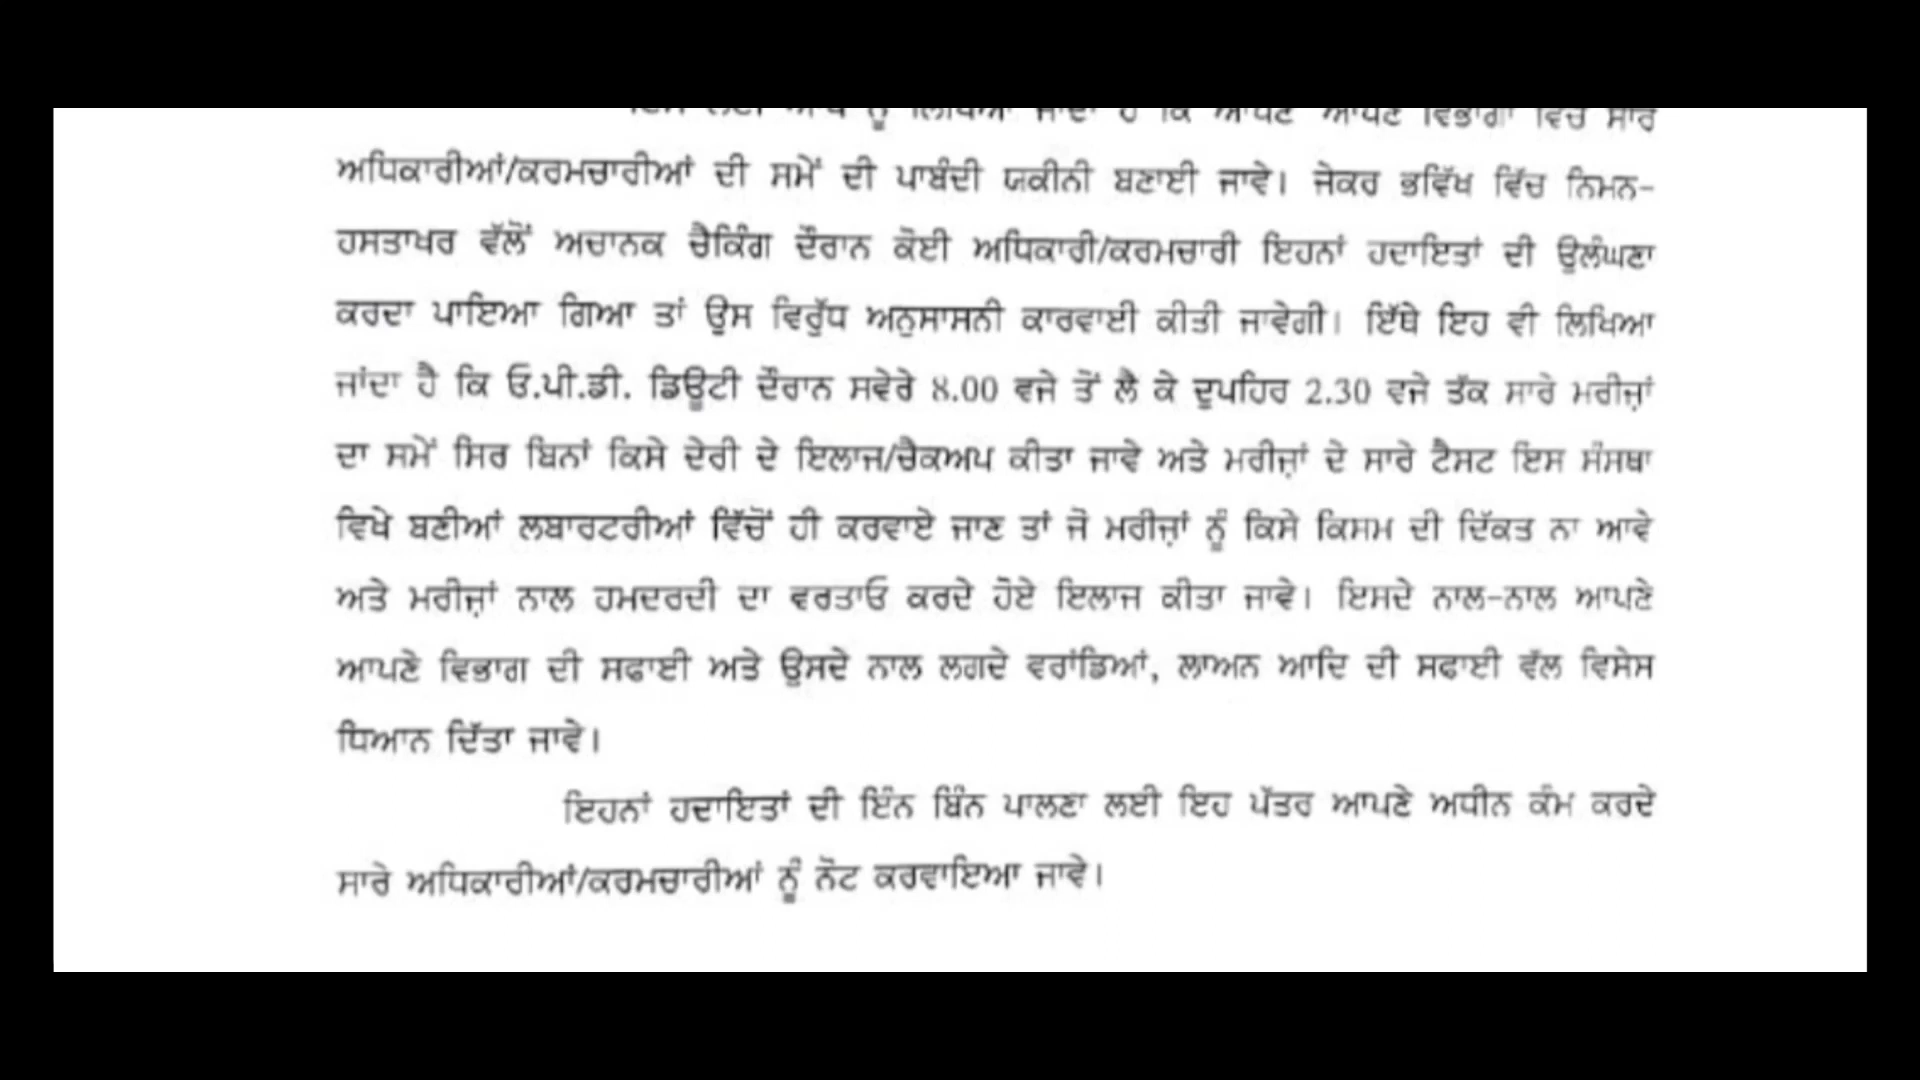 ਨੂੰ ਲਿਖਿਆ ਜਾਂਦਾ ਹੈ ਕਿ ਆਪਣੇ ਆਪਣੇ ਵਿਭਾਗਾਂ ਵਿੱਚ ਸਾਰੇ
ਅਧਿਕਾਰੀਆਂ/ਕਰਮਚਾਰੀਆਂ ਦੀ ਸਮੇਂ ਦੀ ਪਾਬੰਦੀ ਯਕੀਨੀ ਬਣਾਈ ਜਾਵੇ। ਜੇਕਰ ਭਵਿੱਖ ਵਿੱਚ ਨਿਮਨ-
ਹਸਤਾਖਰ ਵੱਲੋਂ ਅਚਾਨਕ ਚੈਕਿੰਗ ਦੌਰਾਨ ਕੋਈ ਅਧਿਕਾਰੀ/ਕਰਮਚਾਰੀ ਇਹਨਾਂ ਹਦਾਇਤਾਂ ਦੀ ਉਲੰਘਣਾ
ਕਰਦਾ ਪਾਇਆ ਗਿਆ ਤਾਂ ਉਸ ਵਿਰੁੱਧ ਅਨੁਸਾਸਨੀ ਕਾਰਵਾਈ ਕੀਤੀ ਜਾਵੇਗੀ। ਇੱਥੇ ਇਹ ਵੀ ਲਿਖਿਆ
ਜਾਂਦਾ ਹੈ ਕਿ ਓ.ਪੀ.ਡੀ. ਡਿਊਟੀ ਦੌਰਾਨ ਸਵੇਰੇ 8.00 ਵਜੇ ਤੋਂ ਲੈ ਕੇ ਦੁਪਹਿਰ 2.30 ਵਜੇ ਤੱਕ ਸਾਰੇ ਮਰੀਜ਼ਾਂ
ਦਾ ਸਮੇਂ ਸਿਰ ਬਿਨਾਂ ਕਿਸੇ ਦੇਰੀ ਦੇ ਇਲਾਜ/ਚੈਕਅਪ ਕੀਤਾ ਜਾਵੇ ਅਤੇ ਮਰੀਜ਼ਾਂ ਦੇ ਸਾਰੇ ਟੈਸਟ ਇਸ ਸੰਸਥਾ
ਵਿਖੇ ਬਣੀਆਂ ਲਬਾਰਟਰੀਆਂ ਵਿੱਚੋਂ ਹੀ ਕਰਵਾਏ ਜਾਣ ਤਾਂ ਜੋ ਮਰੀਜ਼ਾਂ ਨੂੰ ਕਿਸੇ ਕਿਸਮ ਦੀ ਦਿੱਕਤ ਨਾ ਆਵੇ
ਅਤੇ ਮਰੀਜ਼ਾਂ ਨਾਲ ਹਮਦਰਦੀ ਦਾ ਵਰਤਾਓ ਕਰਦੇ ਹੋਏ ਇਲਾਜ ਕੀਤਾ ਜਾਵੇ। ਇਸਦੇ ਨਾਲ-ਨਾਲ ਆਪਣੇ
ਆਪਣੇ ਵਿਭਾਗ ਦੀ ਸਫਾਈ ਅਤੇ ਉਸਦੇ ਨਾਲ ਲਗਦੇ ਵਰਾਂਡਿਆਂ, ਲਾਅਨ ਆਦਿ ਦੀ ਸਫਾਈ ਵੱਲ ਵਿਸੇਸ
ਧਿਆਨ ਦਿੱਤਾ ਜਾਵੇ।
ਇਹਨਾਂ ਹਦਾਇਤਾਂ ਦੀ ਇੰਨ ਬਿੰਨ ਪਾਲਣਾ ਲਈ ਇਹ ਪੱਤਰ ਆਪਣੇ ਅਧੀਨ ਕੰਮ ਕਰਦੇ
ਸਾਰੇ ਅਧਿਕਾਰੀਆਂ/ਕਰਮਚਾਰੀਆਂ ਨੂੰ ਨੋਟ ਕਰਵਾਇਆ ਜਾਵੇ।